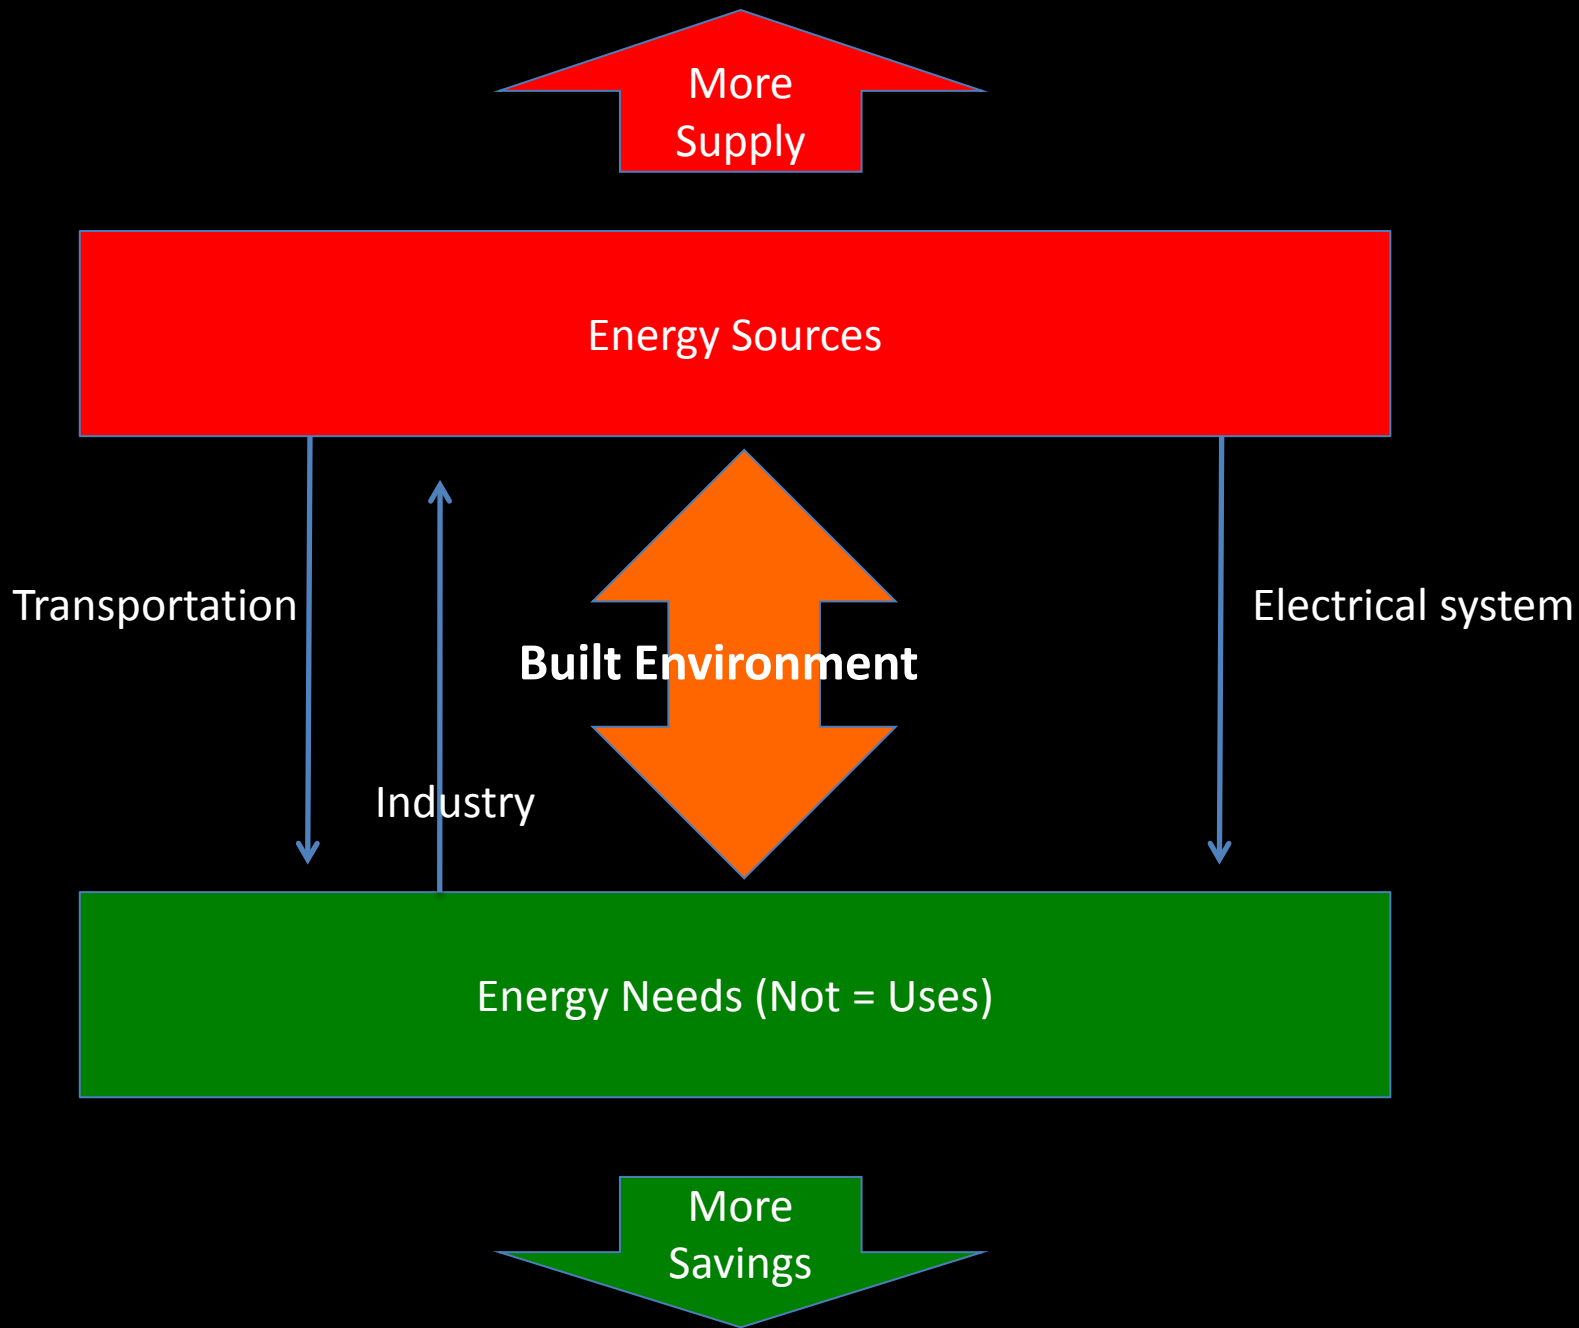 More
Supply
Energy Sources
Transportation
Electrical system
Built Environment
Industry
Energy Needs (Not = Uses)
More
Savings